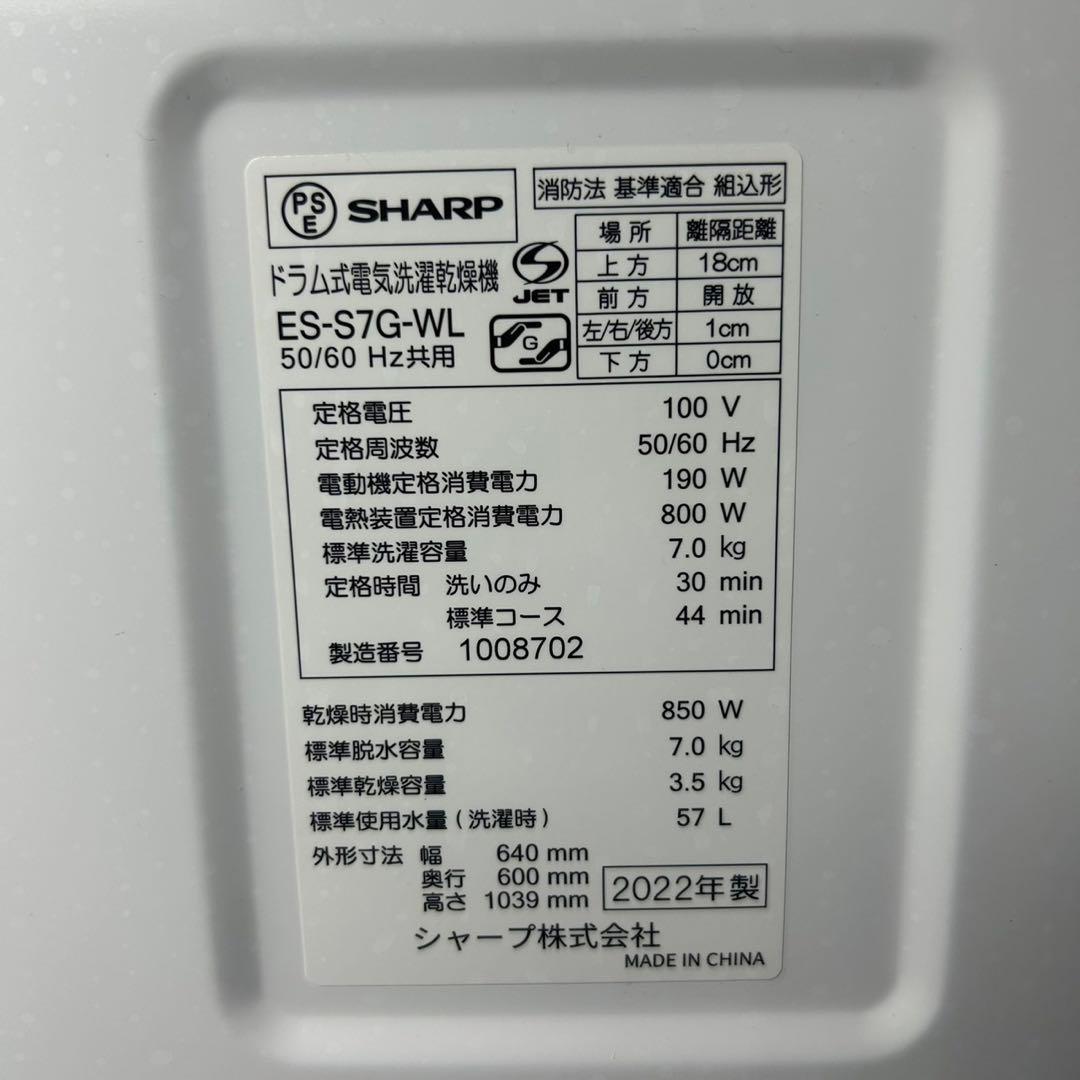 PSE SHARP
ドラム式電気洗濯乾燥機
JET
ES-S7G-WL
50/60 Hz共用
G
消防法 基準適合 組込形
場所 離隔距離
上方 18cm
前方 開放
左/右/後方 1cm
下方 0cm
定格電圧 100 V
定格周波数 50/60 Hz
電動機定格消費電力 190 W
電熱装置定格消費電力 800 W
標準洗濯容量 7.0 kg
定格時間 洗いのみ 30 min
標準コース 44 min
製造番号 1008702
乾燥時消費電力 850 W
標準脱水容量 7.0 kg
標準乾燥容量 3.5 kg
標準使用水量(洗濯時) 57 L
外形寸法 幅 640 mm
奥行 600 mm
高さ 1039 mm
2022年製
シャープ株式会社
MADE IN CHINA